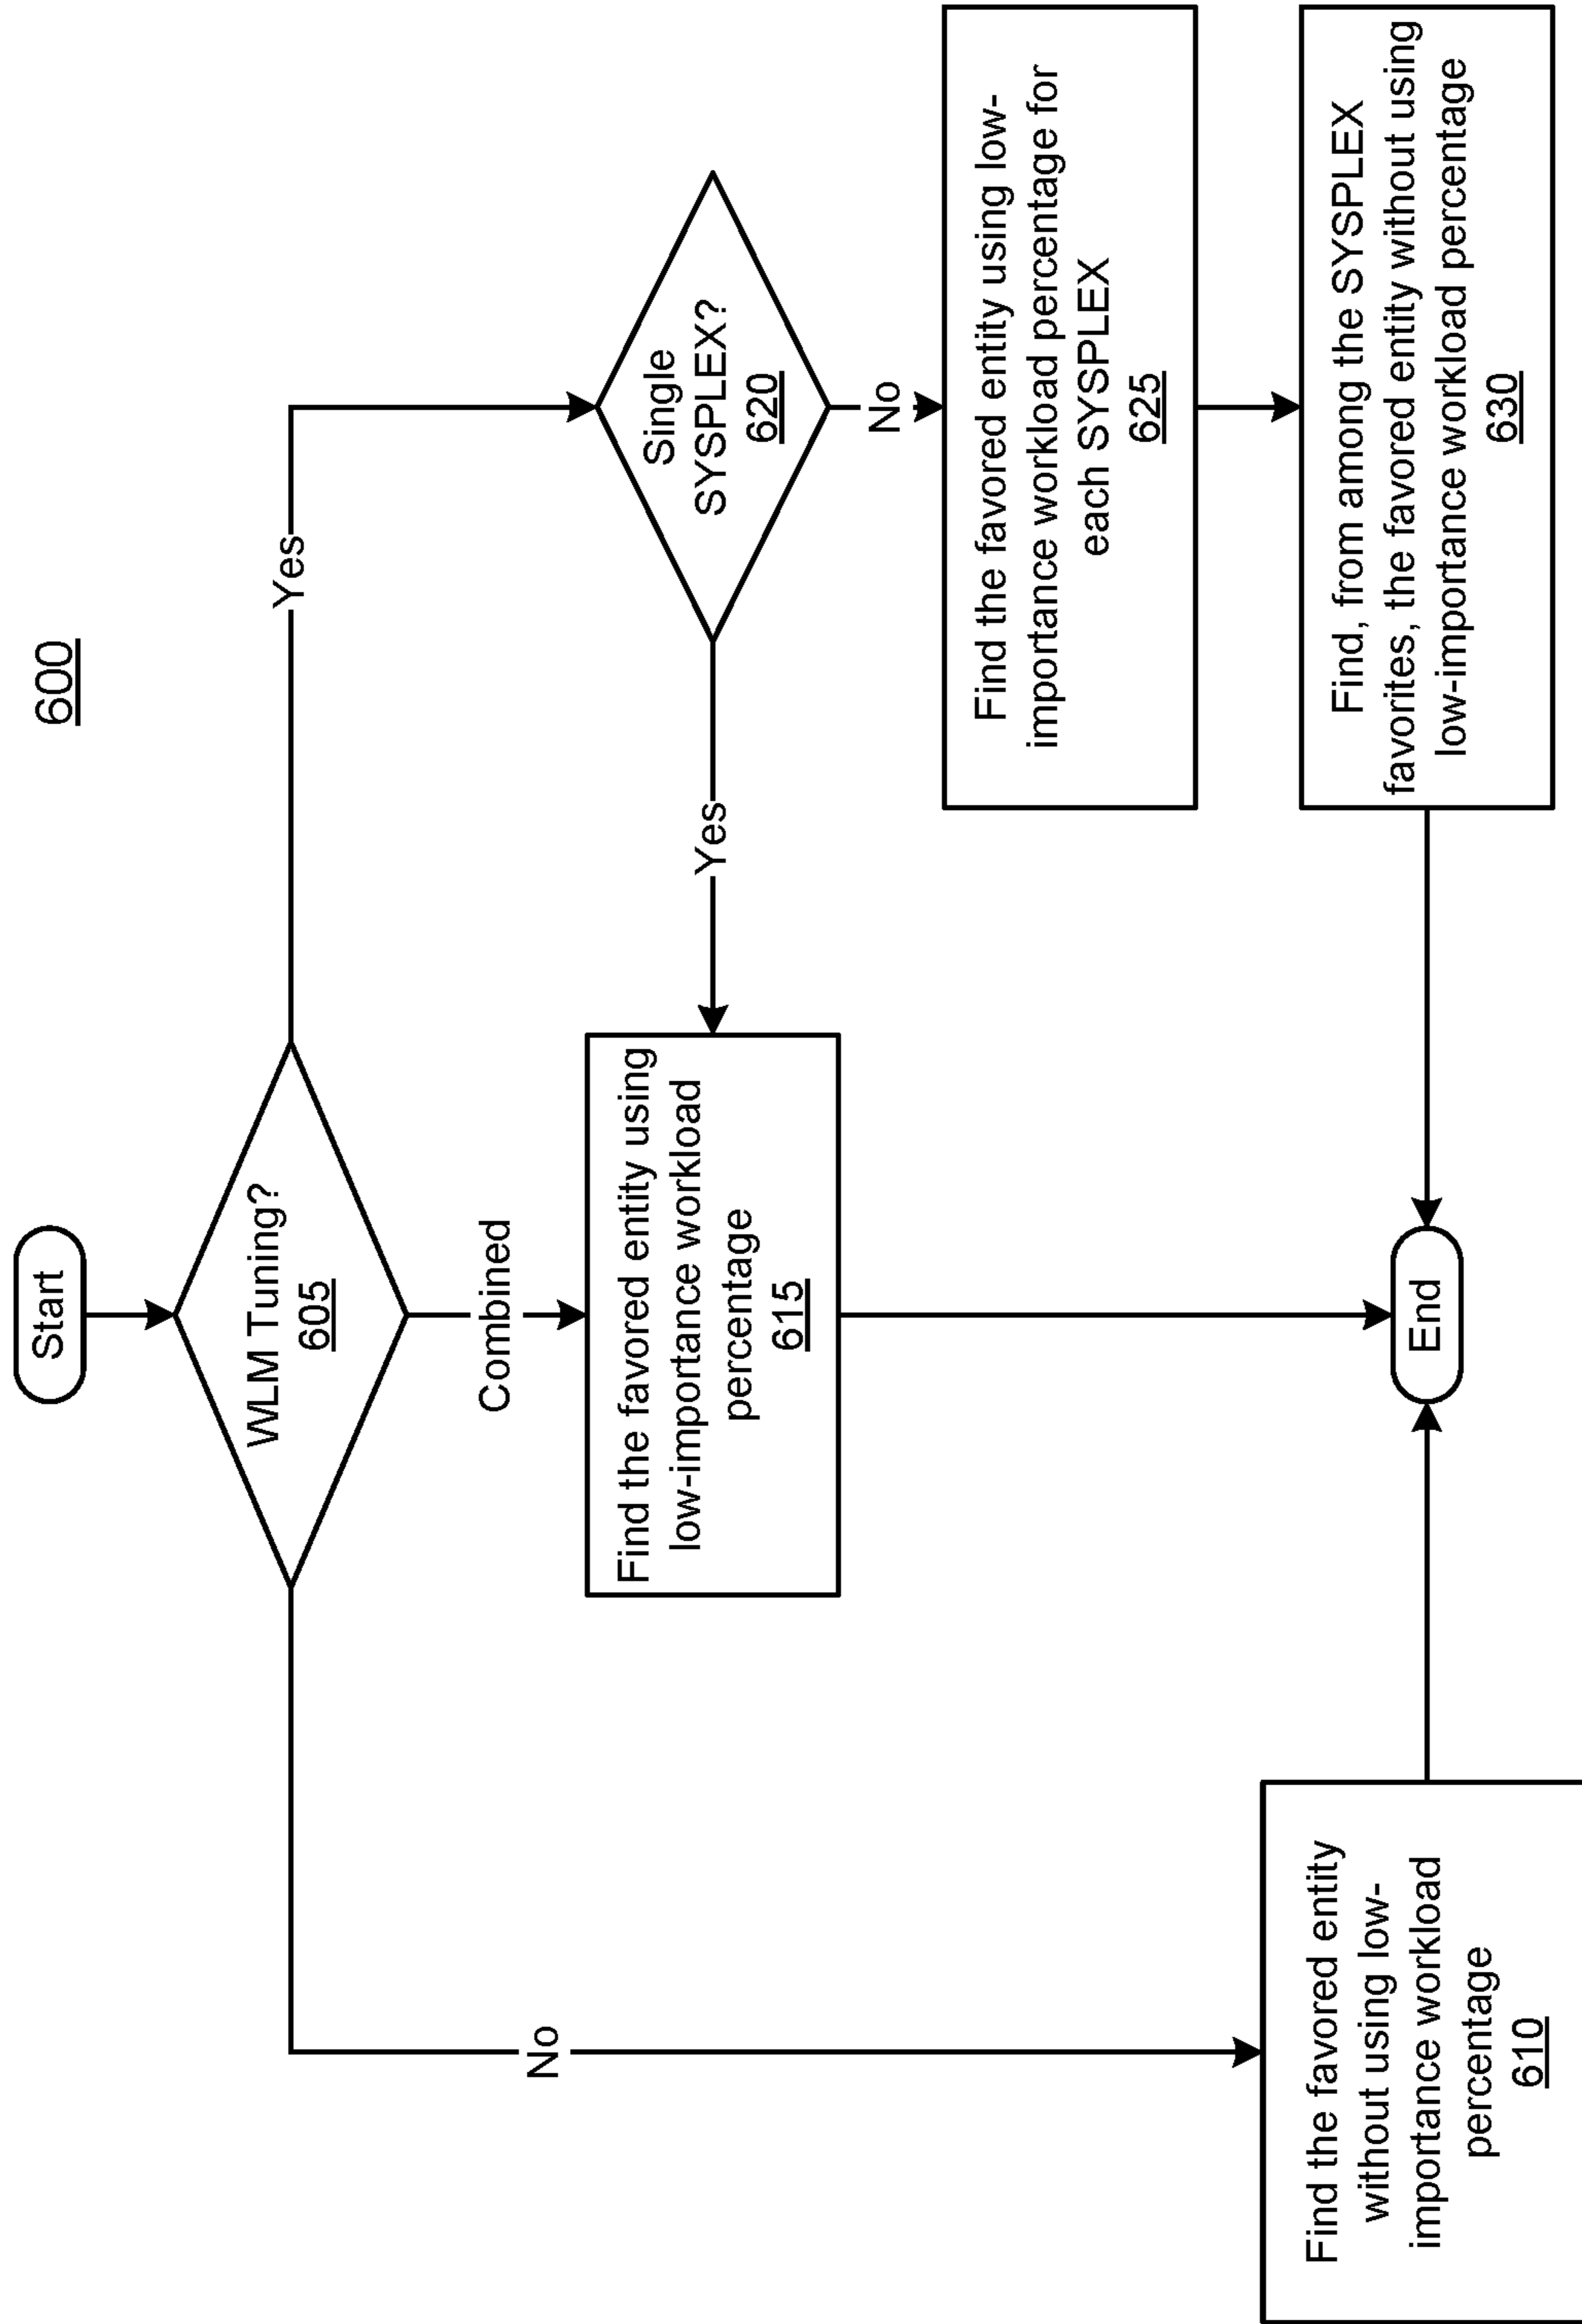 600
Start
WLM Tuning?
605
Yes
No
Combined
Single
SYSPLEX?
620
Yes
No
Find the favored entity using
low-importance workload
percentage
615
Find the favored entity using low-
importance workload percentage for
each SYSPLEX
625
Find, from among the SYSPLEX
favorites, the favored entity without using
low-importance workload percentage
630
Find the favored entity
without using low-
importance workload
percentage
610
End